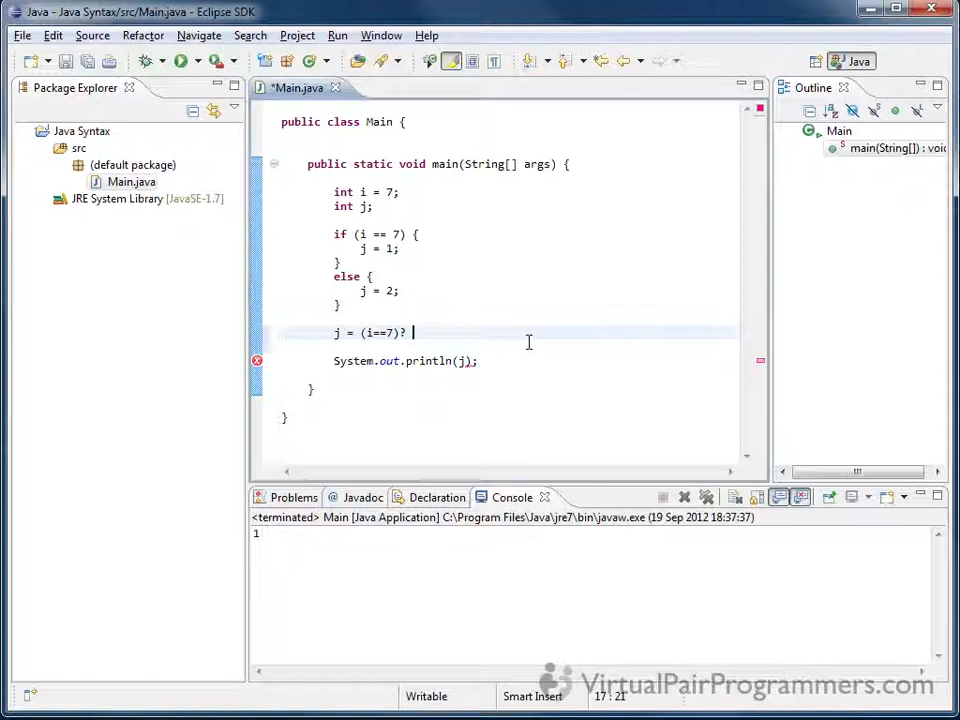 Java - Java Syntax/src/Main.java - Eclipse SDK
File Edit Source Refactor Navigate Search Project Run Window Help
Java
Package Explorer
*Main.java
Outline
Java Syntax
src
(default package)
Main.java
JRE System Library [JavaSE-1.7]
public class Main {
public static void main(String[] args) {
int i = 7;
int j;
if (i == 7) {
j = 1;
}
else {
j = 2;
}
j = (i==7)?
System.out.println(j);
}
}
Main
main(String[]) : voic
Problems @ Javadoc Declaration Console
<terminated> Main [Java Application] C:\Program Files\Java\jre7\bin\javaw.exe (19 Sep 2012 18:37:37)
1
Writable Smart Insert 17 : 21
VirtualPairProgrammers.com